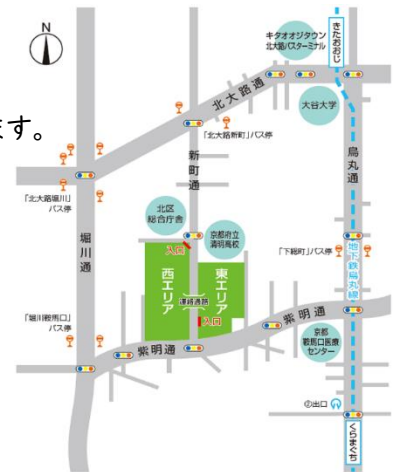 N
キタオオジタウン
北大路バスターミナル
きたおおじ
北大路通
大谷大学
ます。
「北大路新町」バス停
新町通
烏丸通
「北大路堀川」
バス停
北区
総合庁舎
京都府立
清明高校
堀川通
入口
「下総町」バス停
地下鉄烏丸線
西エリア
東エリア
連絡通路
入口
「堀川鞍馬口」
バス停
紫明通
京都
鞍馬口医療
センター
紫明通
②出口
くらまぐち